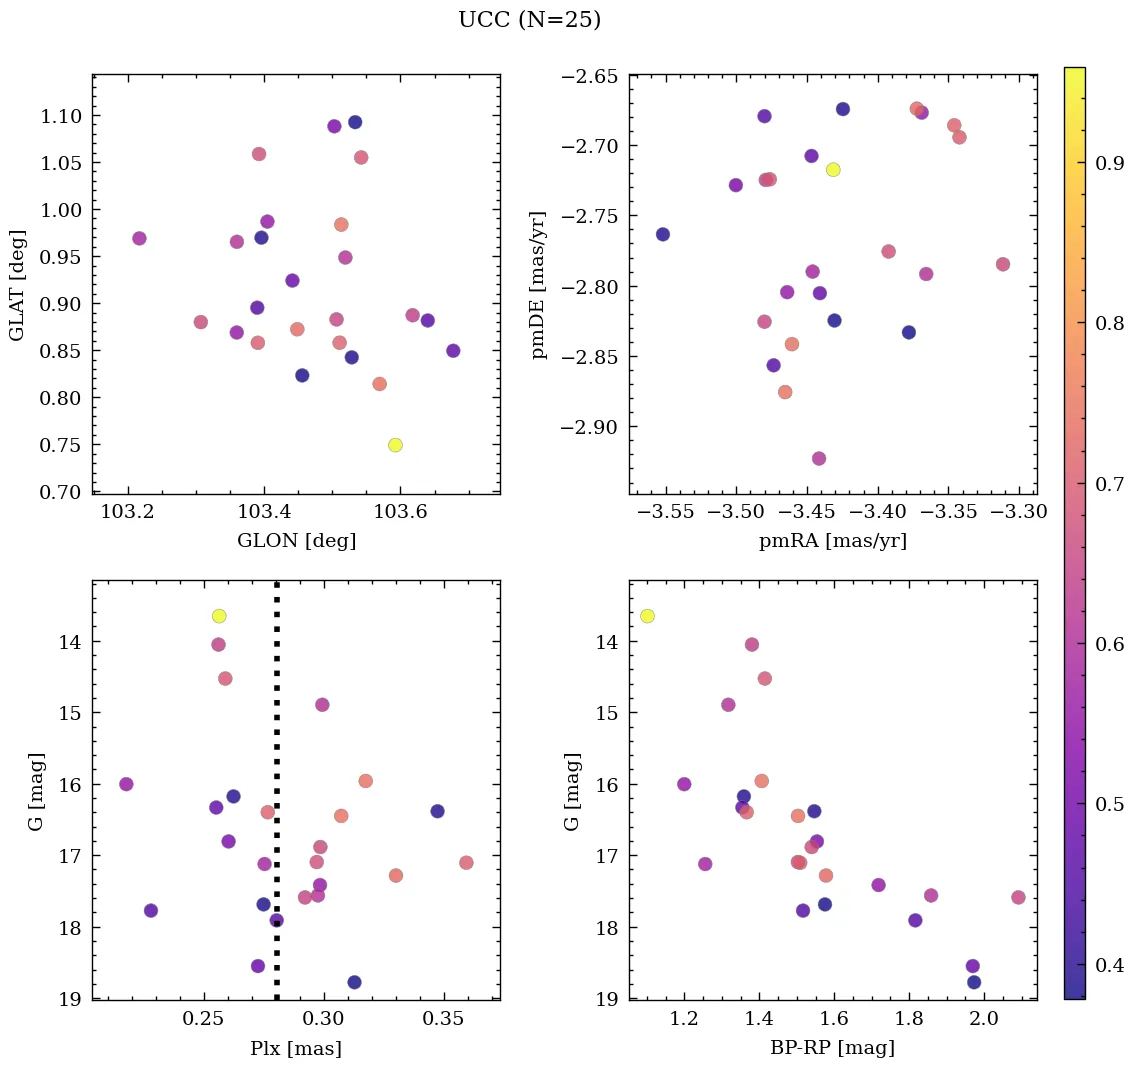 UCC (N=25)
1.10
1.05
1.00
0.95
0.90
0.85
0.80
0.75
0.70
GLAT [deg]
103.2 103.4 103.6
GLON [deg]
−2.65
−2.70
−2.75
−2.80
−2.85
−2.90
pmDE [mas/yr]
−3.55 −3.50 −3.45 −3.40 −3.35 −3.30
pmRA [mas/yr]
14
15
16
17
18
19
G [mag]
0.25 0.30 0.35
Plx [mas]
14
15
16
17
18
19
G [mag]
1.2 1.4 1.6 1.8 2.0
BP-RP [mag]
0.9
0.8
0.7
0.6
0.5
0.4